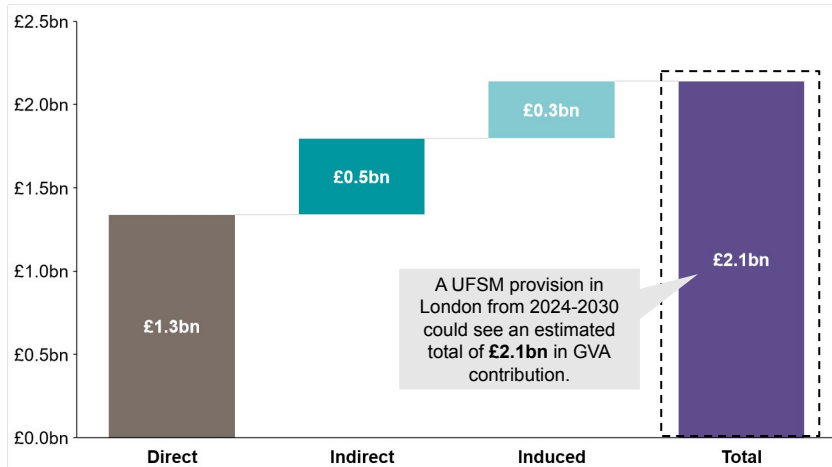 £2.5bn
£2.0bn
£1.5bn
£1.0bn
£0.5bn
£0.0bn
£1.3bn
£0.5bn
£0.3bn
£2.1bn
A UFSM provision in
London from 2024-2030
could see an estimated
total of £2.1bn in GVA
contribution.
Direct
Indirect
Induced
Total